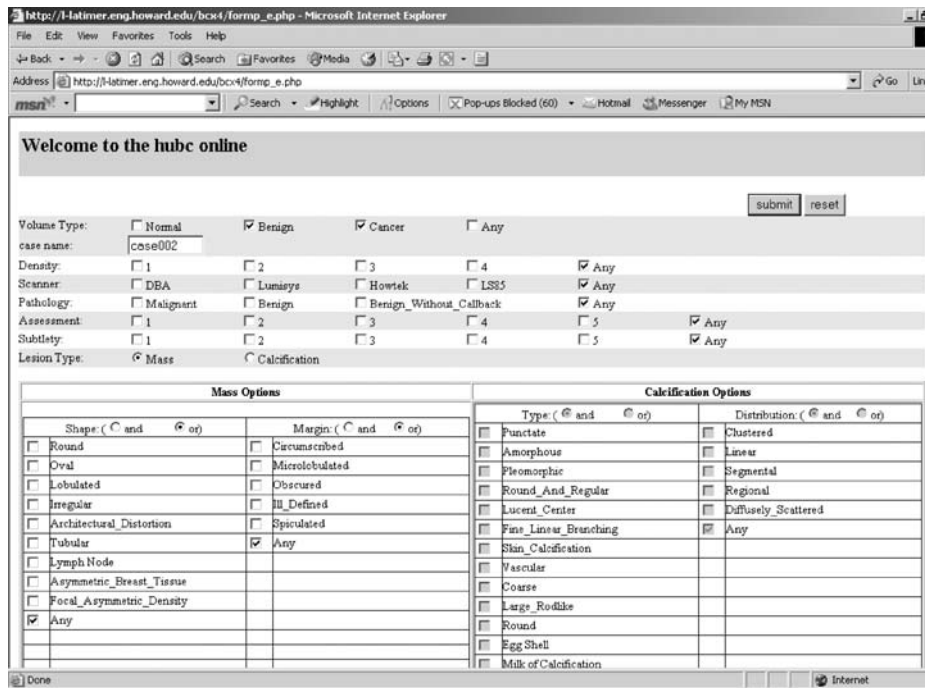 http://l-latimer.eng.howard.edu/bcx4/formp_e.php - Microsoft Internet Explorer
File Edit View Favorites Tools Help
Back Search Favorites Media
Address http://l-latimer.eng.howard.edu/bcx4/formp_e.php Go Lin
msn Search Highlight Options Pop-ups Blocked (60) Hotmail Messenger My MSN
Welcome to the hubc online
submit reset
Volume Type: Normal Benign Cancer Any
case name: case002
Density: 1 2 3 4 Any
Scanner: DBA Lumisys Howtek LS85 Any
Pathology: Malignant Benign Benign_Without_Callback Any
Assessment: 1 2 3 4 5 Any
Subtlety: 1 2 3 4 5 Any
Lesion Type: Mass Calcification
Mass Options
Shape: ( and or)
Margin: ( and or)
Round Circumscribed
Oval Microlobulated
Lobulated Obscured
Irregular Ill_Defined
Architectural_Distortion Spiculated
Tubular Any
Lymph Node
Asymmetric_Breast_Tissue
Focal_Asymmetric_Density
Any
Calcification Options
Type: ( and or)
Distribution: ( and or)
Punctate Clustered
Amorphous Linear
Pleomorphic Segmental
Round_And_Regular Regional
Lucent_Center Diffusely_Scattered
Fine_Linear_Branching Any
Skin_Calcification
Vascular
Coarse
Large_Rodlike
Round
Egg Shell
Milk of Calcification
Done Internet